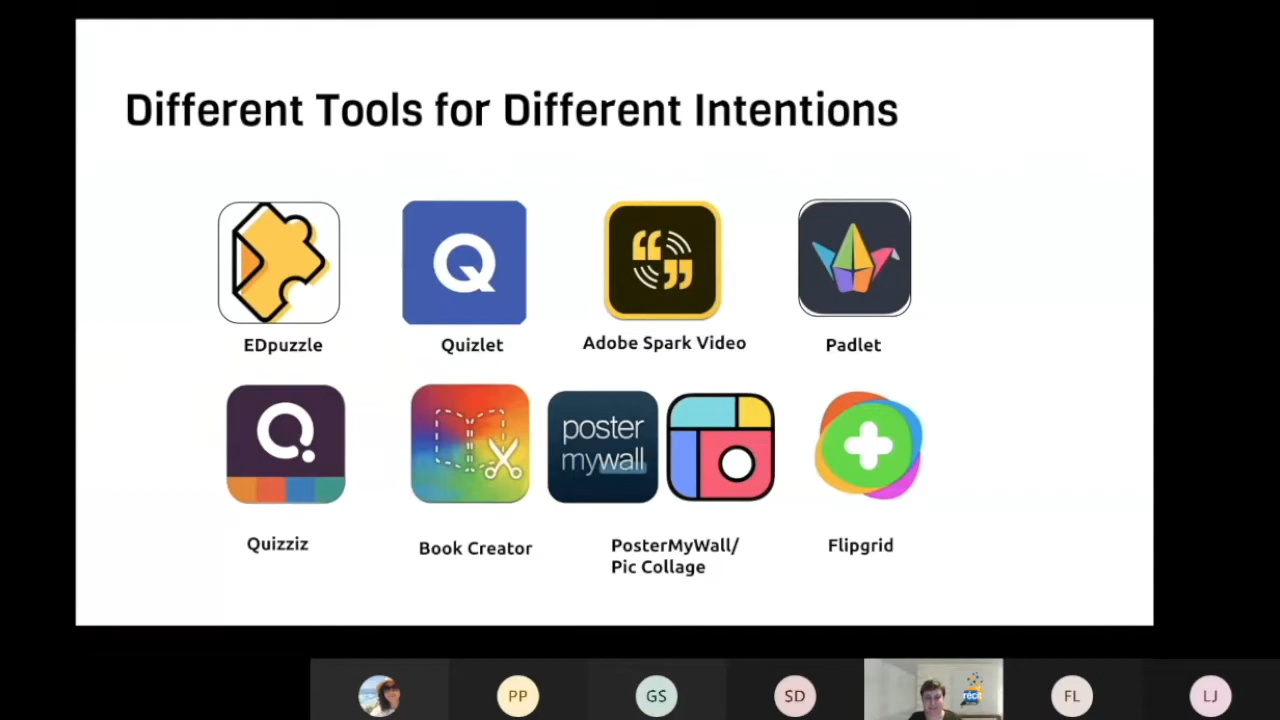 Different Tools for Different Intentions
EDpuzzle
Quizlet
Adobe Spark Video
Padlet
poster
mywall
Quizziz
Book Creator
PosterMyWall/
Pic Collage
Flipgrid
PP
GS
SD
récit
FL
LJ